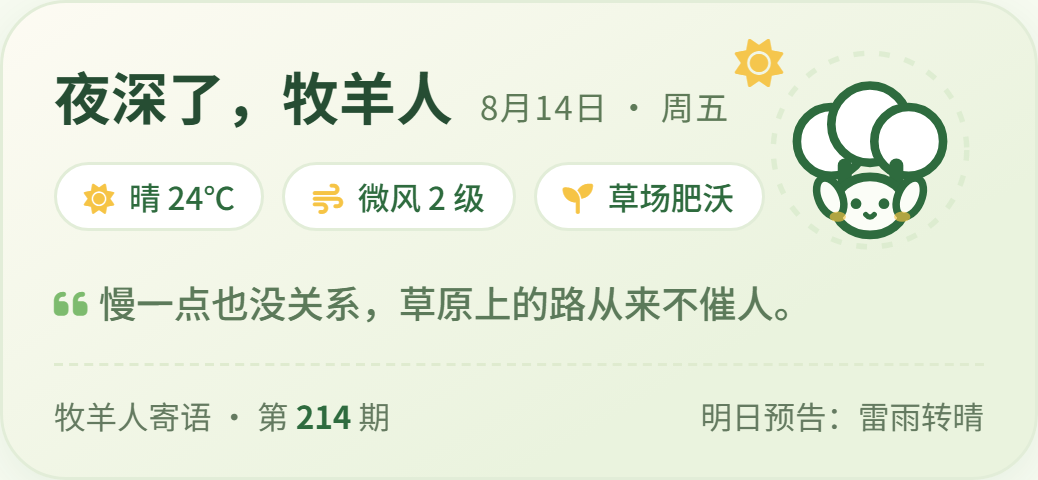 夜深了，牧羊人 8月14日 · 周五
晴 24°C 微风 2 级 草场肥沃
慢一点也没关系，草原上的路从来不催人。
牧羊人寄语 · 第 214 期 明日预告：雷雨转晴